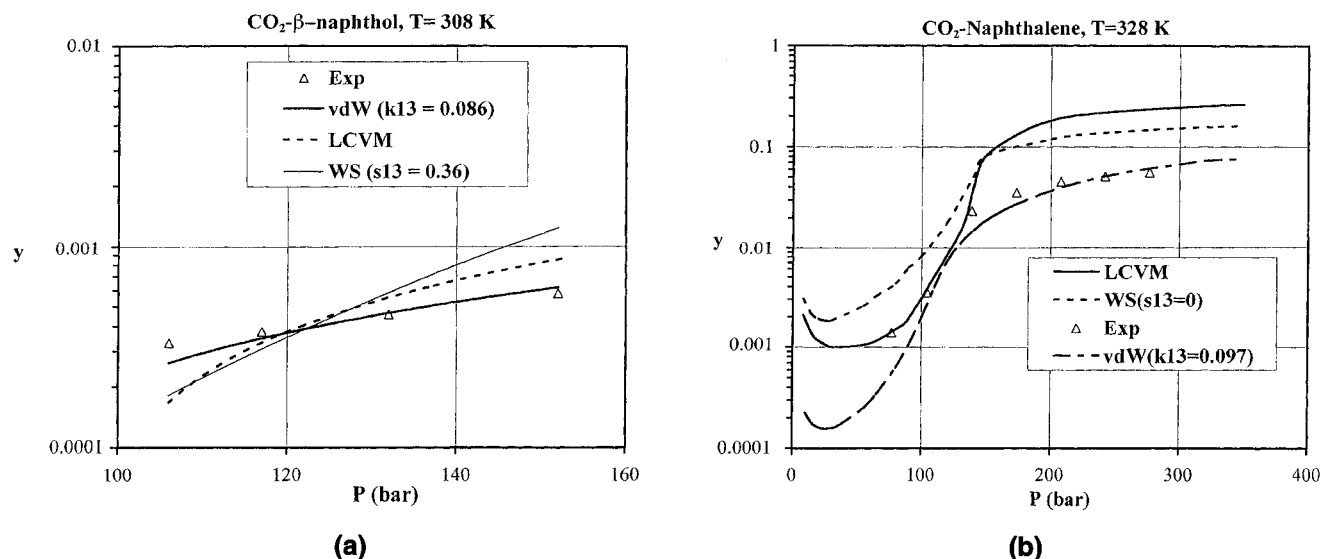 CO₂-β-naphthol, T= 308 K
0.01
Exp
vdW (k13 = 0.086)
LCVM
WS (s13 = 0.36)
y
0.001
0.0001
100
120
140
160
P (bar)
(a)
CO₂-Naphthalene, T=328 K
1
0.1
y
0.01
LCVM
WS(s13=0)
Exp
vdW(k13=0.097)
0.001
0.0001
0
100
200
300
400
P (bar)
(b)